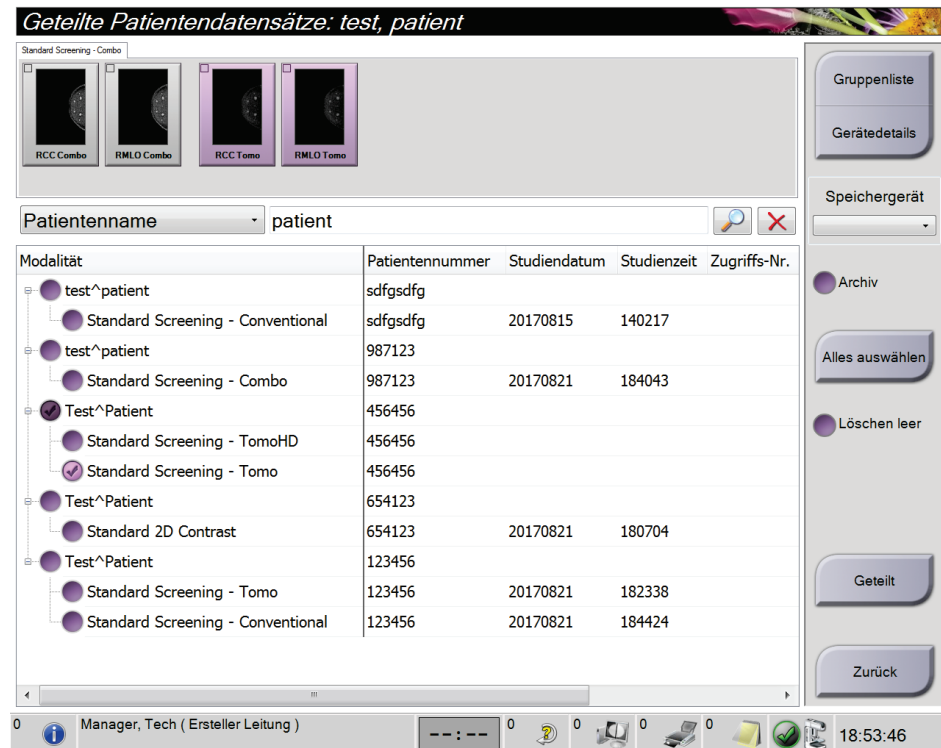 Geteilte Patientendatensätze: test, patient
Standard Screening - Combo
RCC Combo RMLO Combo RCC Tomo RMLO Tomo
Gruppenliste
Gerätedetails
Speichergerät
Patientenname patient
Modalität Patientennummer Studiendatum Studienzeit Zugriffs-Nr.
test^patient sdfgsdfg
Standard Screening - Conventional sdfgsdfg 20170815 140217
test^patient 987123
Standard Screening - Combo 987123 20170821 184043
Test^Patient 456456
Standard Screening - TomoHD 456456
Standard Screening - Tomo 456456
Test^Patient 654123
Standard 2D Contrast 654123 20170821 180704
Test^Patient 123456
Standard Screening - Tomo 123456 20170821 182338
Standard Screening - Conventional 123456 20170821 184424
Archiv
Alles auswählen
Löschen leer
Geteilt
Zurück
0 Manager, Tech ( Ersteller Leitung ) --:-- 0 0 0 0 18:53:46